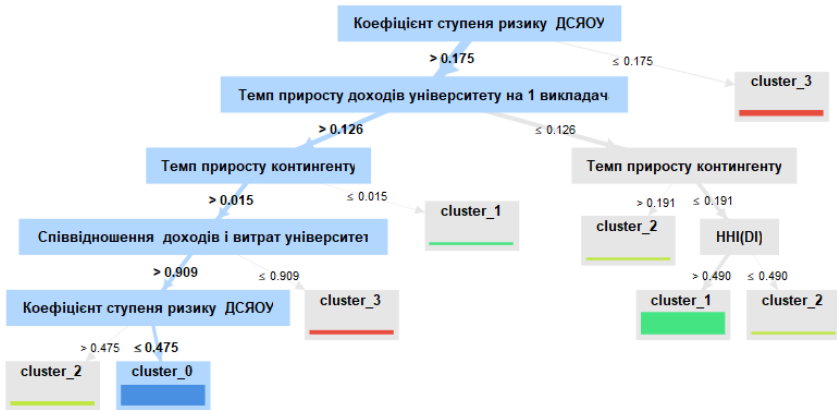 Коефіцієнт ступеня ризику ДСЯОУ
> 0.175
≤ 0.175
cluster_3
Темп приросту доходів університету на 1 викладача
> 0.126
≤ 0.126
Темп приросту контингенту
Темп приросту контингенту
> 0.015
≤ 0.015
> 0.191
≤ 0.191
cluster_1
cluster_2
Співвідношення доходів і витрат університет
HHI(DI)
> 0.909
≤ 0.909
> 0.490
≤ 0.490
Коефіцієнт ступеня ризику ДСЯОУ
cluster_3
cluster_1
cluster_2
> 0.475
≤ 0.475
cluster_2
cluster_0